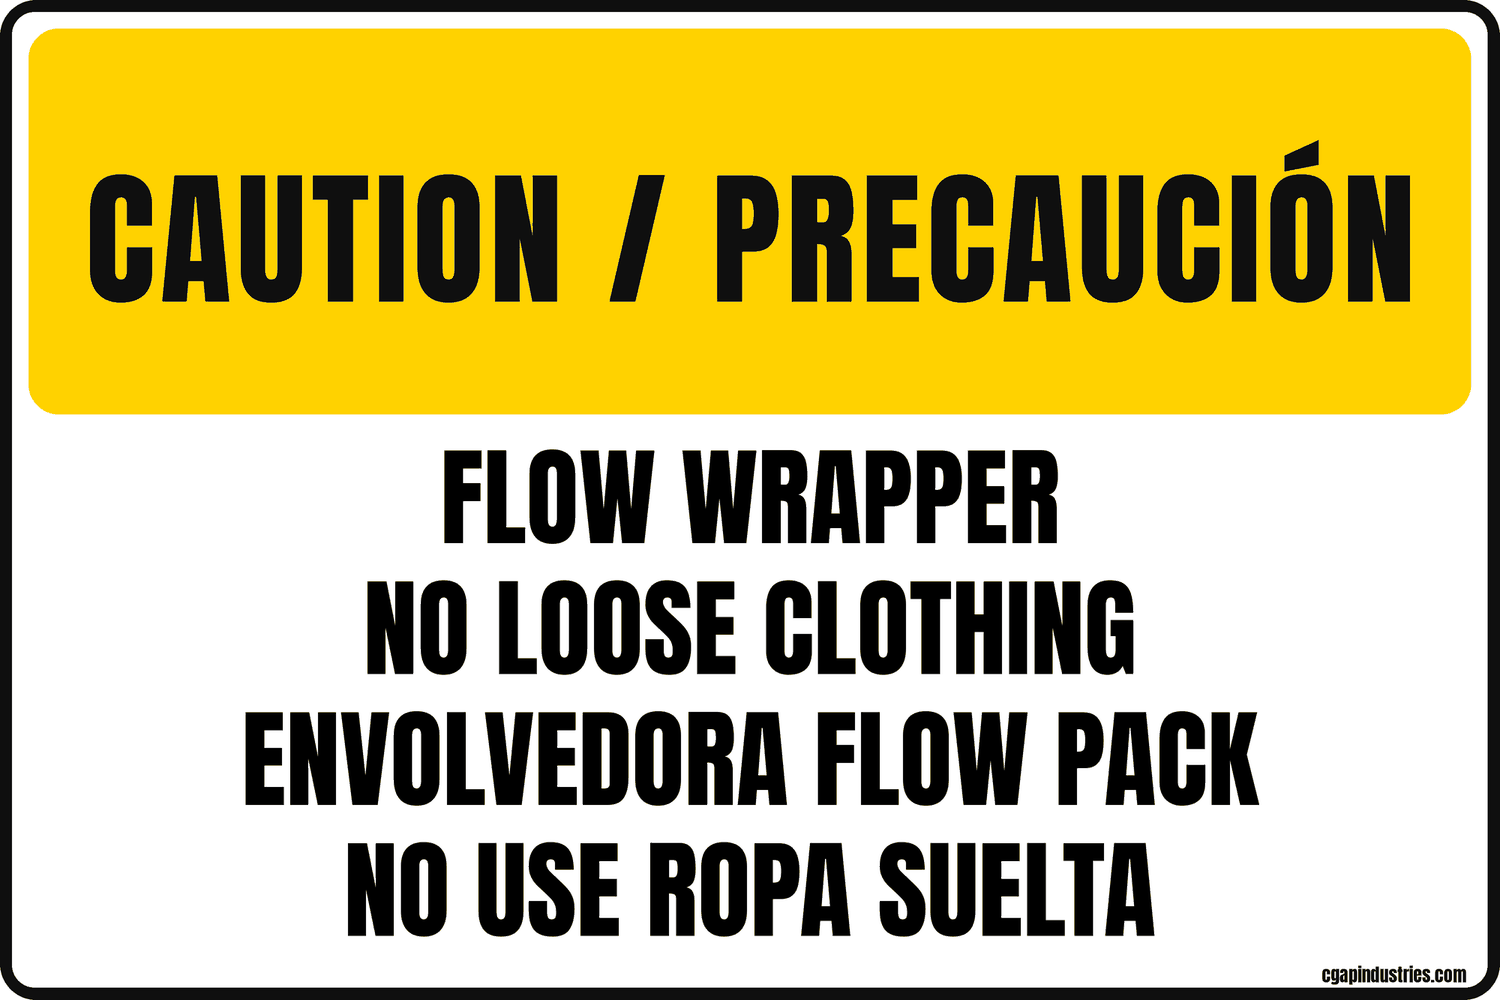 CAUTION / PRECAUCIÓN
FLOW WRAPPER
NO LOOSE CLOTHING
ENVOLVEDORA FLOW PACK
NO USE ROPA SUELTA
cgapindustries.com